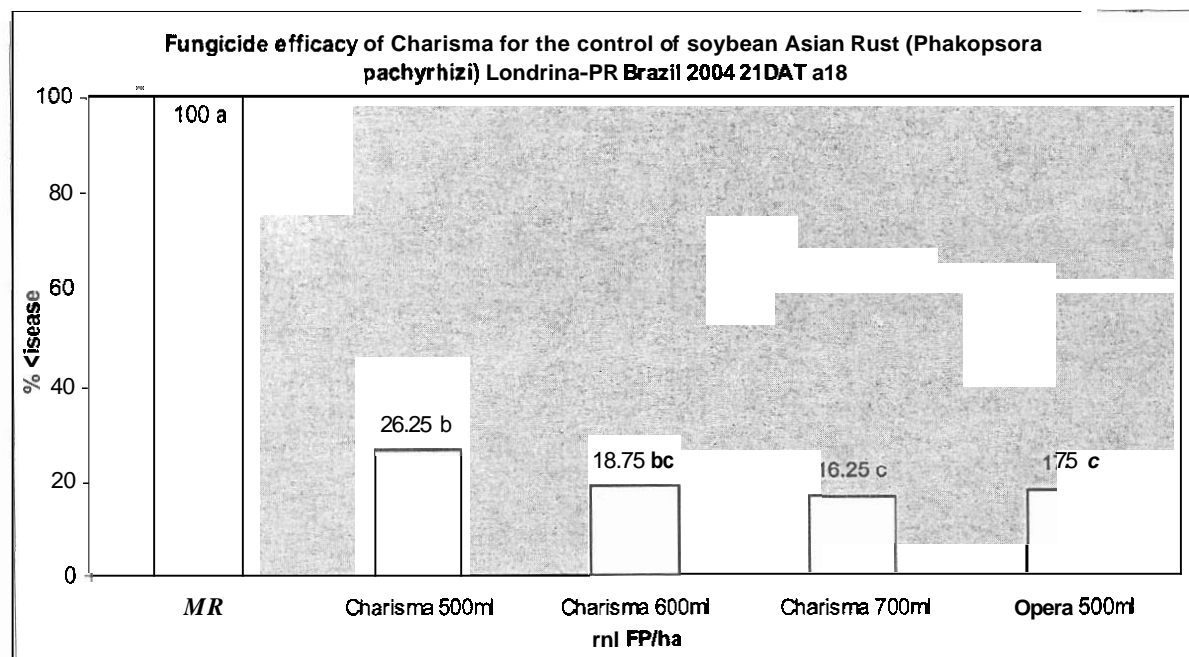 Fungicide efficacy of Charisma for the control of soybean Asian Rust (Phakopsora
pachyrhizi) Londrina-PR Brazil 2004 21DAT a18
100
80
60
40
20
0
% <isease
100 a
26.25 b
18.75 bc
16.25 c
75 c
MR
Charisma 500ml
Charisma 600ml
Charisma 700ml
Opera 500ml
rnl FP/ha